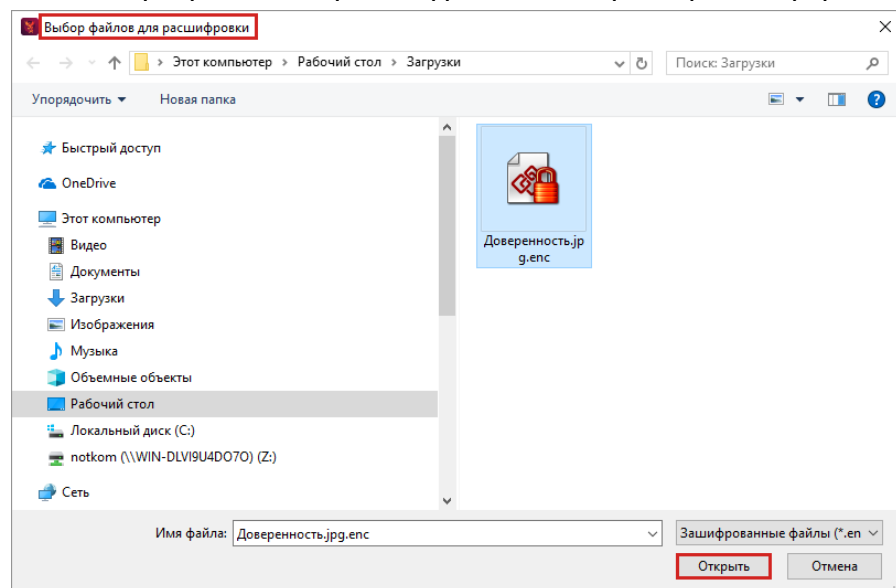 Выбор файлов для расшифровки
Этот компьютер > Рабочий стол > Загрузки
Поиск: Загрузки
Упорядочить
Новая папка
Быстрый доступ
OneDrive
Этот компьютер
Видео
Документы
Загрузки
Изображения
Музыка
Объемные объекты
Рабочий стол
Локальный диск (C:)
notkom (\\WIN-DLVI9U4DO7O) (Z:)
Сеть
Доверенность.jp
g.enc
Имя файла:
Доверенность.jpg.enc
Зашифрованные файлы (*.en
Открыть
Отмена